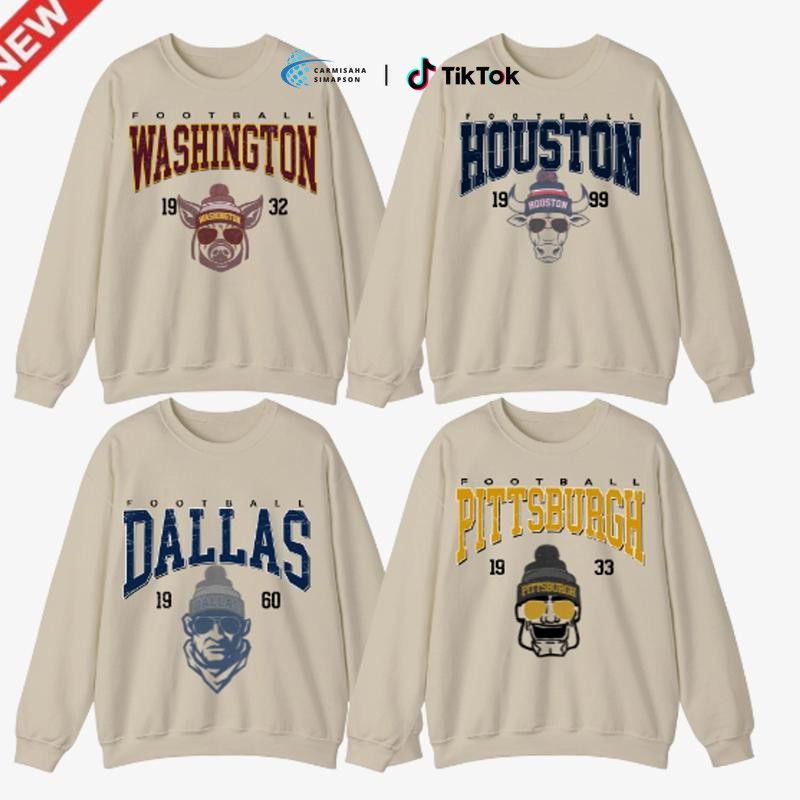 NEW
CARMISAHA
SIMAPSON
TikTok
FOOTBALL
WASHINGTON
19 32
WASHINGTON
FOOTBALL
HOUSTON
19 99
HOUSTON
FOOTBALL
DALLAS
19 60
DALLAS
FOOTBALL
PITTSBURGH
19 33
PITTSBURGH